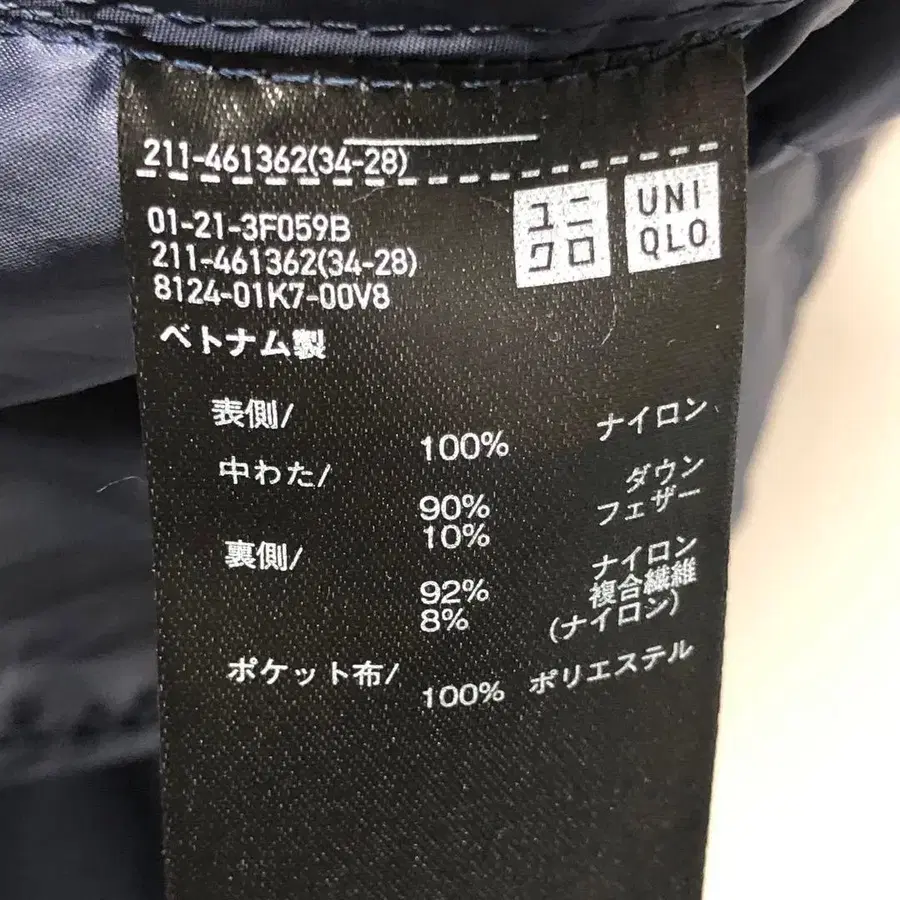 211-461362(34-28)
ユニ
クロ
UNI
QLO
01-21-3F059B
211-461362(34-28)
8124-01K7-00V8
ベトナム製
表側/
100% ナイロン
中わた/
90% ダウン
10% フェザー
裏側/
92% ナイロン
8% 複合繊維
(ナイロン)
ポケット布/
100% ポリエステル